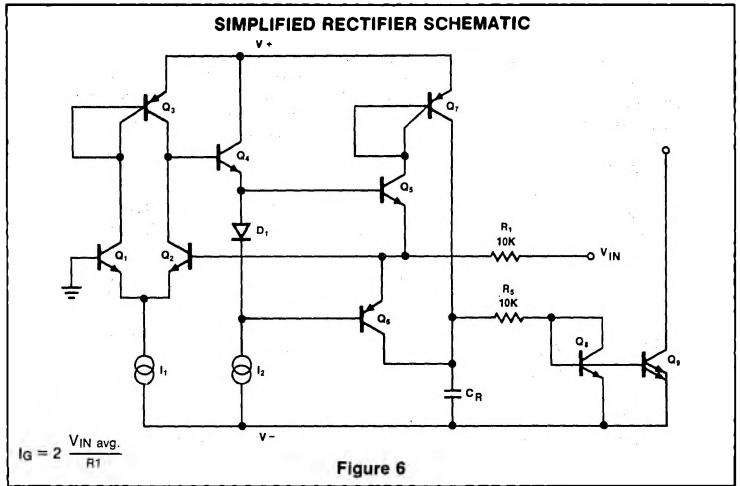 SIMPLIFIED RECTIFIER SCHEMATIC
V +
Q3
Q7
Q4
Q5
D1
R1
10K
VIN
Q1
Q2
R5
10K
Q6
Q8
Q9
I1
I2
CR
V−
IG = 2 VIN avg.
R1
Figure 6